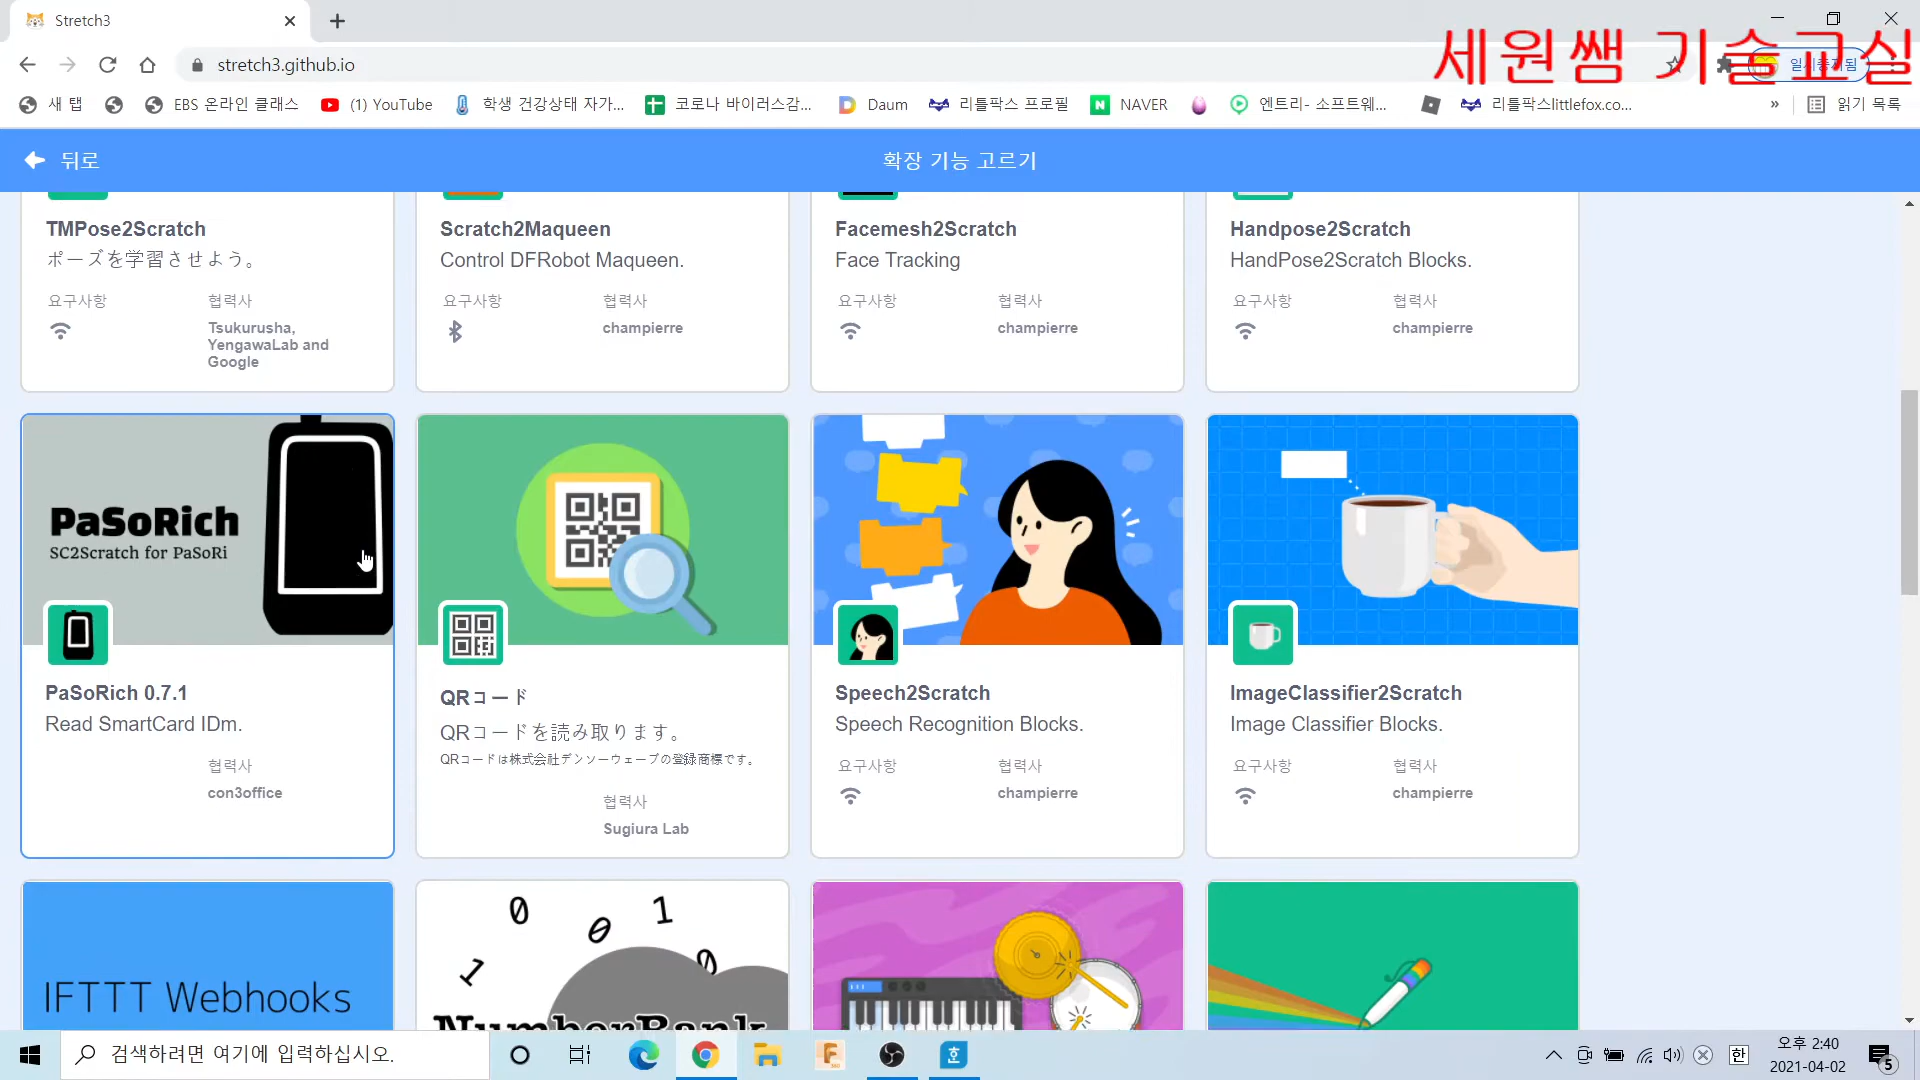 Stretch3
stretch3.github.io
세원쌤 기술교실
일시중지됨
새 탭
EBS 온라인 클래스
(1) YouTube
학생 건강상태 자가...
코로나 바이러스감...
Daum
리틀팍스 프로필
NAVER
엔트리- 소프트웨...
리틀팍스littlefox.co...
»
읽기 목록
뒤로
확장 기능 고르기
TMPose2Scratch
ポーズを学習させよう。
요구사항
협력사
Tsukurusha,
YengawaLab and
Google
Scratch2Maqueen
Control DFRobot Maqueen.
요구사항
협력사
champierre
Facemesh2Scratch
Face Tracking
요구사항
협력사
champierre
Handpose2Scratch
HandPose2Scratch Blocks.
요구사항
협력사
champierre
PaSoRich
SC2Scratch for PaSoRi
PaSoRich 0.7.1
Read SmartCard IDm.
협력사
con3office
QRコード
QRコードを読み取ります。
QRコードは株式会社デンソーウェーブの登録商標です。
협력사
Sugiura Lab
Speech2Scratch
Speech Recognition Blocks.
요구사항
협력사
champierre
ImageClassifier2Scratch
Image Classifier Blocks.
요구사항
협력사
champierre
IFTTT Webhooks
0 0 1
1 0
NumberBank
검색하려면 여기에 입력하십시오.
한
오후 2:40
2021-04-02
5